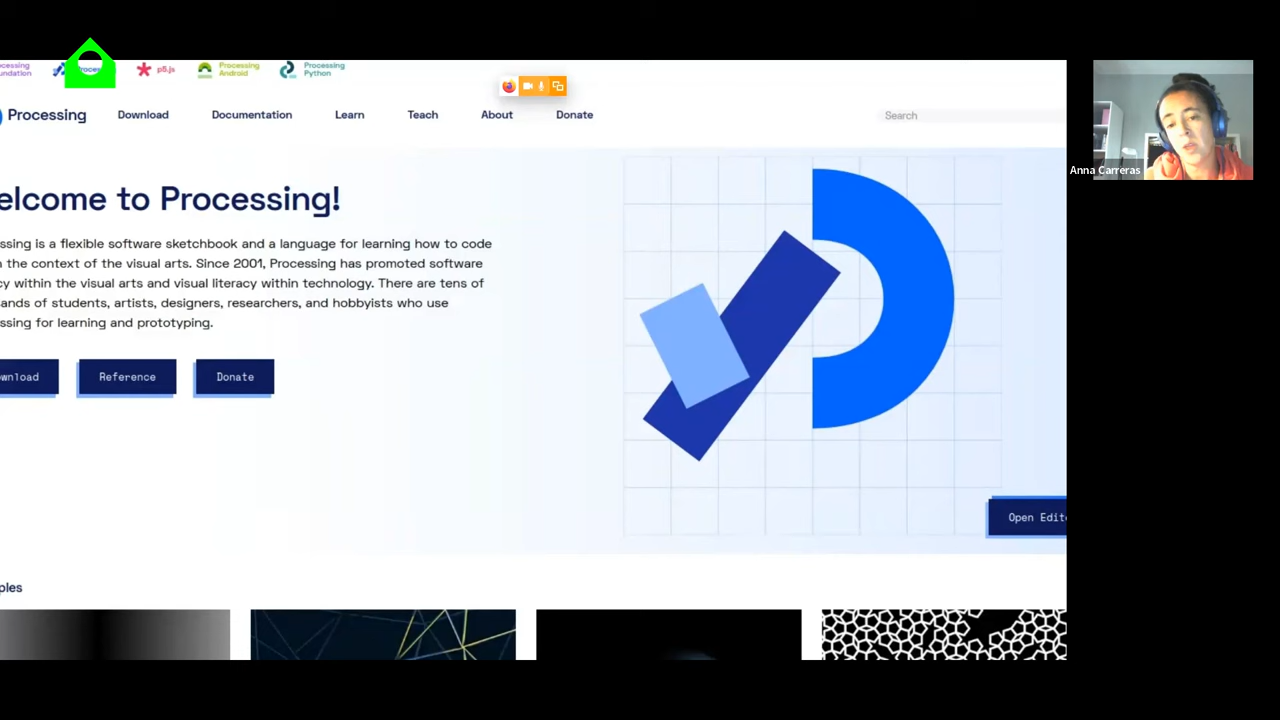 Processing
Android
Processing
Python
p5.js
Processing
Download
Documentation
Learn
Teach
About
Donate
Search
Anna Carreras
elcome to Processing!
ssing is a flexible software sketchbook and a language for learning how to code
the context of the visual arts. Since 2001, Processing has promoted software
cy within the visual arts and visual literacy within technology. There are tens of
ands of students, artists, designers, researchers, and hobbyists who use
ssing for learning and prototyping.
wnload
Reference
Donate
Open Edit
ples